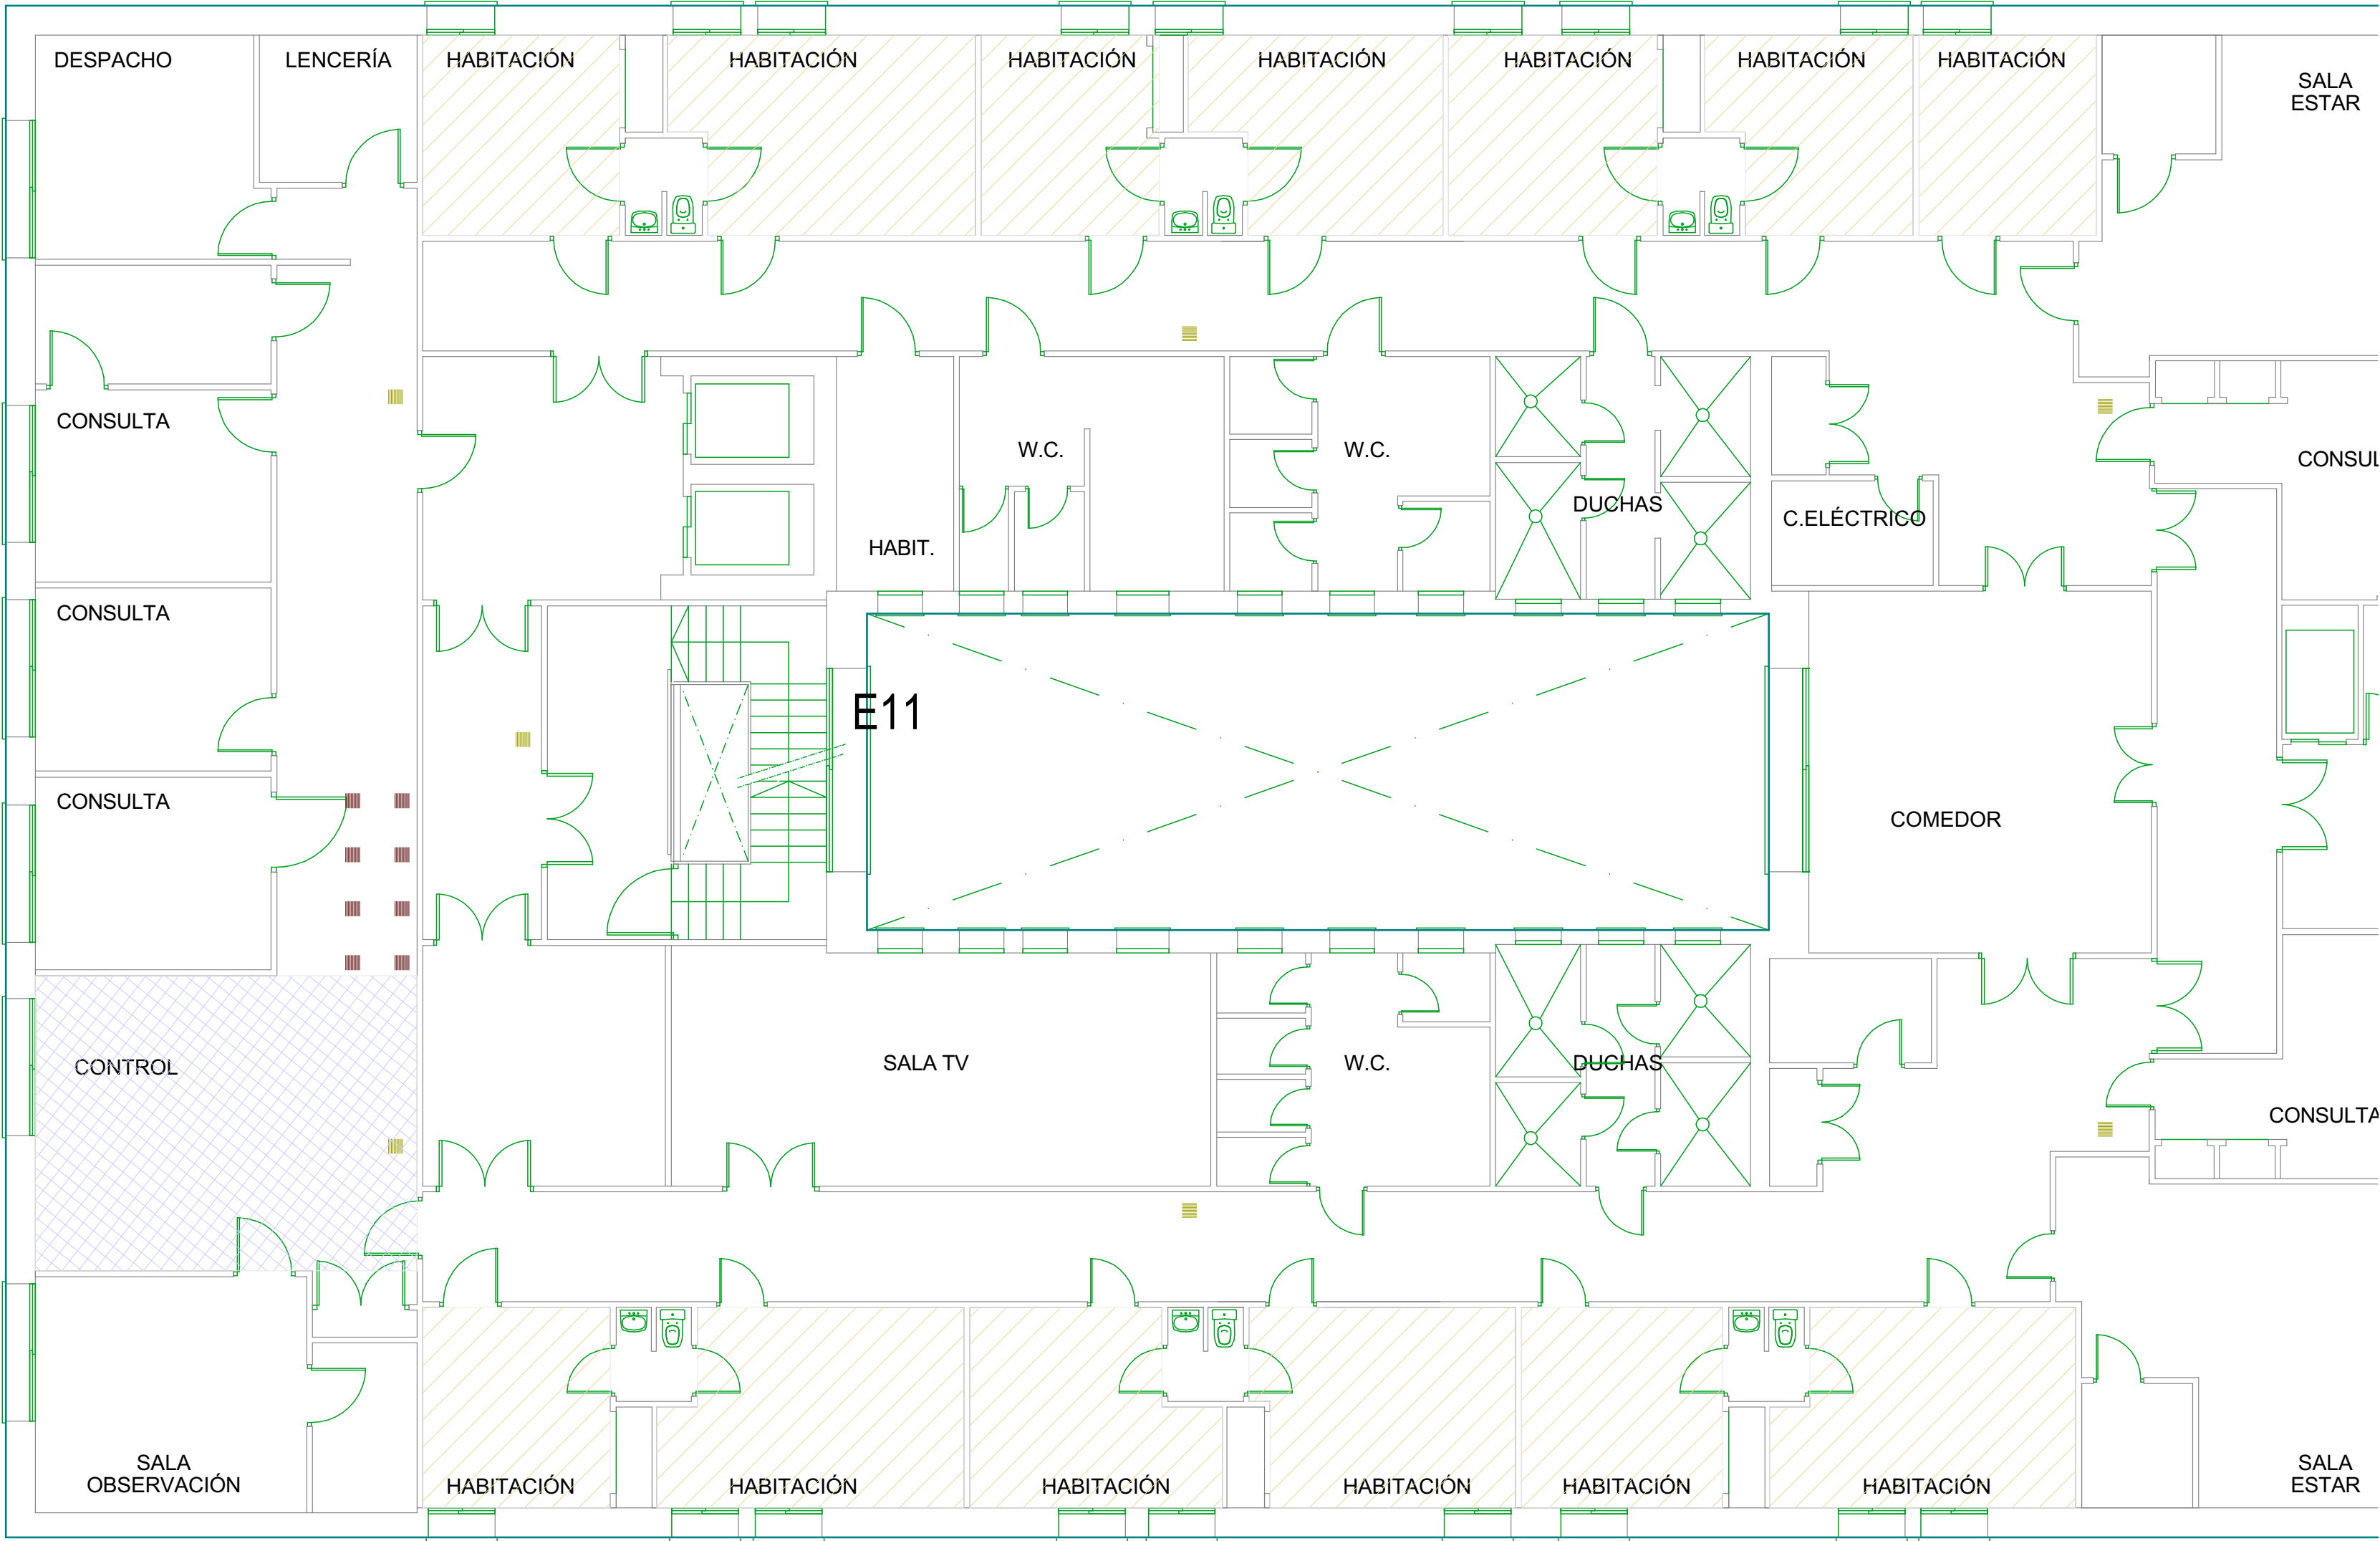 DESPACHO
LENCERÍA
HABITACIÓN
HABITACIÓN
HABITACIÓN
HABITACIÓN
HABITACIÓN
HABITACIÓN
HABITACIÓN
SALA
ESTAR
CONSULTA
W.C.
W.C.
CONSUL
DUCHAS
C.ELÉCTRICO
HABIT.
CONSULTA
E11
CONSULTA
COMEDOR
CONTROL
SALA TV
W.C.
DUCHAS
CONSULTA
SALA
OBSERVACIÓN
HABITACIÓN
HABITACIÓN
HABITACIÓN
HABITACIÓN
HABITACIÓN
HABITACIÓN
SALA
ESTAR